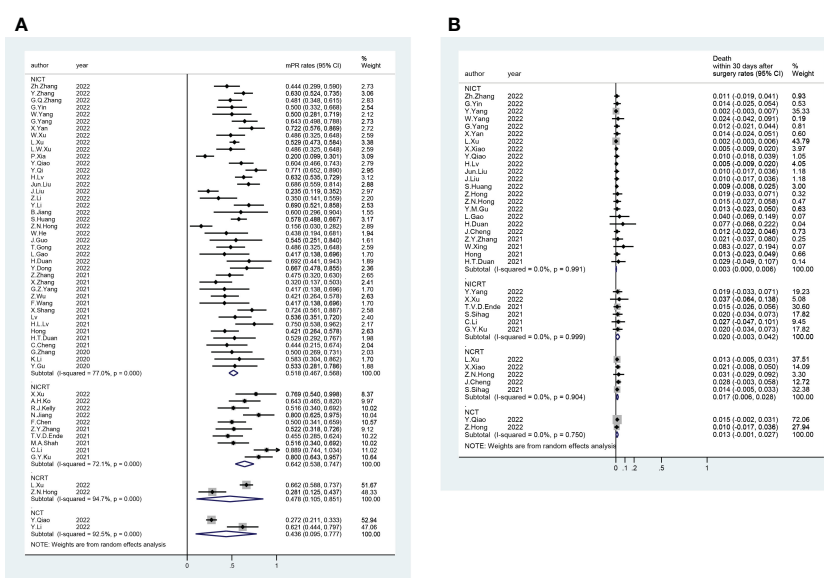 A
%
author year mPR rates (95% CI) Weight
NICT
Zh.Zhang 2022 0.444 (0.299, 0.590) 2.73
Y.Zhang 2022 0.630 (0.524, 0.735) 3.06
G.Q.Zhang 2022 0.481 (0.348, 0.615) 2.83
G.Yin 2022 0.500 (0.332, 0.668) 2.54
W.Yang 2022 0.500 (0.281, 0.719) 2.12
G.Yang 2022 0.643 (0.498, 0.788) 2.73
X.Yan 2022 0.722 (0.576, 0.869) 2.72
W.Xu 2022 0.486 (0.325, 0.648) 2.59
L.Xu 2022 0.529 (0.473, 0.584) 3.38
L.W.Xu 2022 0.486 (0.325, 0.648) 2.59
P.Xia 2022 0.200 (0.099, 0.301) 3.09
Y.Qiao 2022 0.604 (0.466, 0.743) 2.79
Y.Qi 2022 0.771 (0.652, 0.890) 2.95
H.Lv 2022 0.632 (0.535, 0.729) 3.12
Jun.Liu 2022 0.686 (0.559, 0.814) 2.88
J.Liu 2022 0.235 (0.119, 0.352) 2.97
Z.Li 2022 0.350 (0.141, 0.559) 2.20
Y.Li 2022 0.690 (0.521, 0.858) 2.53
B.Jiang 2022 0.600 (0.296, 0.904) 1.55
S.Huang 2022 0.578 (0.488, 0.667) 3.17
Z.N.Hong 2022 0.156 (0.030, 0.282) 2.89
W.He 2022 0.438 (0.194, 0.681) 1.94
J.Guo 2022 0.545 (0.251, 0.840) 1.61
T.Gong 2022 0.486 (0.325, 0.648) 2.59
L.Gao 2022 0.417 (0.138, 0.696) 1.70
H.Duan 2022 0.692 (0.441, 0.943) 1.89
Y.Dong 2022 0.667 (0.478, 0.855) 2.36
Z.Zhang 2021 0.475 (0.320, 0.630) 2.65
X.Zhang 2021 0.320 (0.137, 0.503) 2.41
G.Z.Yang 2021 0.417 (0.138, 0.696) 1.70
Z.Wu 2021 0.421 (0.264, 0.578) 2.63
F.Wang 2021 0.417 (0.138, 0.696) 1.70
X.Shang 2021 0.724 (0.561, 0.887) 2.58
Lv 2021 0.536 (0.351, 0.720) 2.40
H.L.Lv 2021 0.750 (0.538, 0.962) 2.17
Hong 2021 0.421 (0.264, 0.578) 2.63
H.T.Duan 2021 0.529 (0.292, 0.767) 1.98
C.Cheng 2021 0.444 (0.215, 0.674) 2.04
G.Zhang 2020 0.500 (0.269, 0.731) 2.03
K.Li 2020 0.583 (0.304, 0.862) 1.70
Y.Gu 2020 0.533 (0.281, 0.786) 1.88
Subtotal (I-squared = 77.0%, p = 0.000) 0.518 (0.467, 0.568) 100.00
NICRT
X.Xu 2022 0.769 (0.540, 0.998) 8.37
A.H.Ko 2022 0.643 (0.465, 0.820) 9.97
R.J.Kelly 2022 0.516 (0.340, 0.692) 10.02
N.Jiang 2022 0.800 (0.625, 0.975) 10.04
F.Chen 2022 0.500 (0.341, 0.659) 10.57
Z.Y.Zhang 2021 0.522 (0.318, 0.726) 9.12
T.V.D.Ende 2021 0.455 (0.285, 0.624) 10.22
M.A.Shah 2021 0.516 (0.340, 0.692) 10.02
C.Li 2021 0.889 (0.744, 1.034) 11.02
G.Y.Ku 2021 0.800 (0.643, 0.957) 10.64
Subtotal (I-squared = 72.1%, p = 0.000) 0.642 (0.538, 0.747) 100.00
NCRT
L.Xu 2022 0.662 (0.588, 0.737) 51.67
Z.N.Hong 2022 0.281 (0.125, 0.437) 48.33
Subtotal (I-squared = 94.7%, p = 0.000) 0.478 (0.105, 0.851) 100.00
NCT
Y.Qiao 2022 0.272 (0.211, 0.333) 52.94
Y.Li 2022 0.621 (0.444, 0.797) 47.06
Subtotal (I-squared = 92.5%, p = 0.000) 0.436 (0.095, 0.777) 100.00
NOTE: Weights are from random effects analysis
0 .5 1
B
Death
within 30 days after %
author year surgery rates (95% CI) Weight
NICT
Zh.Zhang 2022 0.011 (-0.019, 0.041) 0.93
G.Yin 2022 0.014 (-0.025, 0.054) 0.53
Y.Yang 2022 0.002 (-0.003, 0.007) 35.33
W.Yang 2022 0.024 (-0.042, 0.091) 0.19
G.Yang 2022 0.012 (-0.021, 0.044) 0.81
X.Yan 2022 0.014 (-0.024, 0.051) 0.60
L.Xu 2022 0.002 (-0.003, 0.006) 43.79
X.Xiao 2022 0.005 (-0.009, 0.020) 3.97
Y.Qiao 2022 0.010 (-0.018, 0.039) 1.05
H.Lv 2022 0.005 (-0.009, 0.020) 4.05
Jun.Liu 2022 0.010 (-0.017, 0.036) 1.18
J.Liu 2022 0.010 (-0.017, 0.036) 1.18
S.Huang 2022 0.009 (-0.008, 0.025) 3.00
Z.Hong 2022 0.019 (-0.033, 0.071) 0.32
Z.N.Hong 2022 0.015 (-0.027, 0.058) 0.47
Y.M.Gu 2022 0.013 (-0.023, 0.050) 0.63
L.Gao 2022 0.040 (-0.069, 0.149) 0.07
H.Duan 2022 0.077 (-0.068, 0.222) 0.04
J.Cheng 2022 0.012 (-0.022, 0.046) 0.73
Z.Y.Zhang 2021 0.021 (-0.037, 0.080) 0.25
W.Xing 2021 0.083 (-0.027, 0.194) 0.07
Hong 2021 0.013 (-0.023, 0.049) 0.66
H.T.Duan 2021 0.029 (-0.049, 0.107) 0.14
Subtotal (I-squared = 0.0%, p = 0.991) 0.003 (0.000, 0.006) 100.00
NICRT
Y.Yang 2022 0.019 (-0.033, 0.071) 19.23
X.Xu 2022 0.037 (-0.064, 0.138) 5.08
T.V.D.Ende 2021 0.015 (-0.026, 0.056) 30.60
S.Sihag 2021 0.020 (-0.034, 0.073) 17.82
C.Li 2021 0.027 (-0.047, 0.101) 9.45
G.Y.Ku 2021 0.020 (-0.034, 0.073) 17.82
Subtotal (I-squared = 0.0%, p = 0.999) 0.020 (-0.003, 0.042) 100.00
NCRT
L.Xu 2022 0.013 (-0.005, 0.031) 37.51
X.Xiao 2022 0.021 (-0.008, 0.050) 14.09
Z.N.Hong 2022 0.031 (-0.029, 0.092) 3.30
J.Cheng 2022 0.028 (-0.003, 0.058) 12.72
S.Sihag 2021 0.014 (-0.005, 0.033) 32.38
Subtotal (I-squared = 0.0%, p = 0.904) 0.017 (0.006, 0.028) 100.00
NCT
Y.Qiao 2022 0.015 (-0.002, 0.031) 72.06
Z.Hong 2022 0.010 (-0.017, 0.036) 27.94
Subtotal (I-squared = 0.0%, p = 0.750) 0.013 (-0.001, 0.027) 100.00
NOTE: Weights are from random effects analysis
0 .1 .2 .5 1